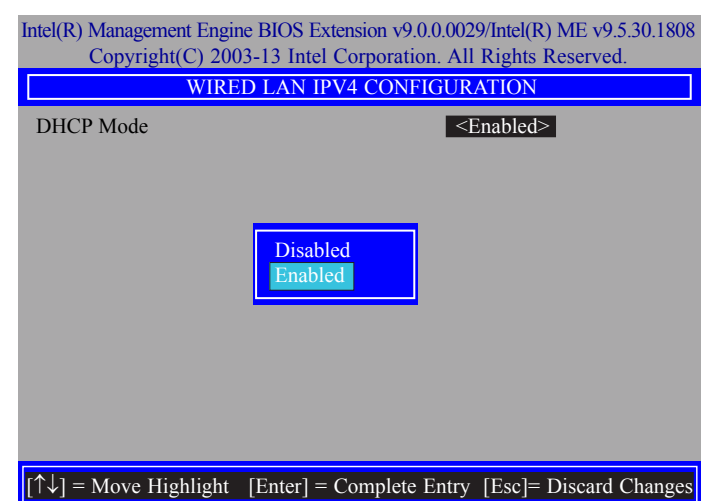 Intel(R) Management Engine BIOS Extension v9.0.0.0029/Intel(R) ME v9.5.30.1808
Copyright(C) 2003-13 Intel Corporation. All Rights Reserved.
WIRED LAN IPV4 CONFIGURATION
DHCP Mode <Enabled>
Disabled
Enabled
[↑↓] = Move Highlight [Enter] = Complete Entry [Esc]= Discard Changes